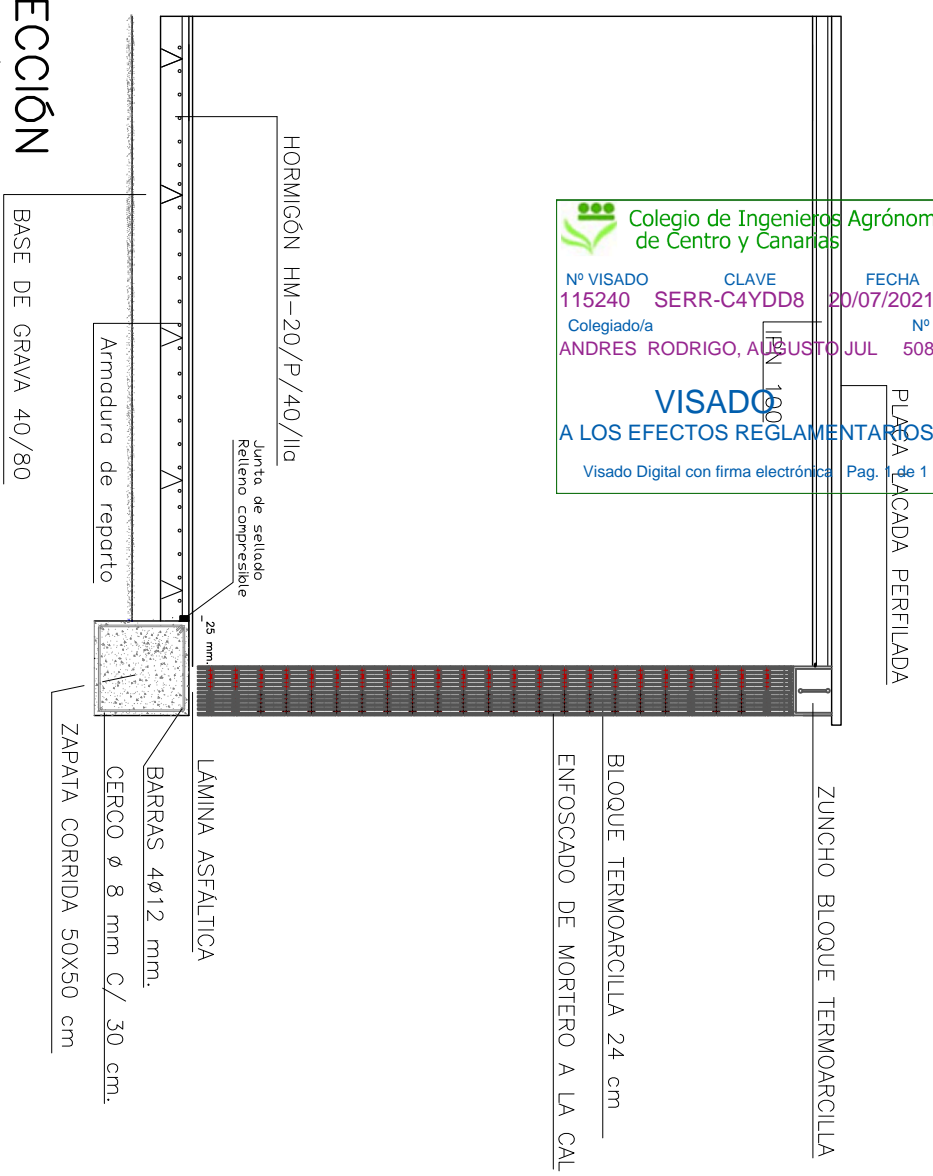 ECCIÓN
BASE DE GRAVA 40/80
Armadura de reparto
HORMIGÓN HM-20/P/40/IIa
Junta de sellado
Relleno compresible
25 mm.
Colegio de Ingenieros Agrónom
de Centro y Canarias
Nº VISADO CLAVE FECHA
115240 SERR-C4YDD8 20/07/2021
Colegiado/a Nº
ANDRES RODRIGO, AUGUSTO JUL 508
VISADO
A LOS EFECTOS REGLAMENTARIOS
Visado Digital con firma electrónica Pag. 1 de 1
IPN 100
PLACA LACADA PERFILADA
ZUNCHO BLOQUE TERMOARCILLA
BLOQUE TERMOARCILLA 24 cm
ENFOSCADO DE MORTERO A LA CAL
LÁMINA ASFÁLTICA
BARRAS 4Ø12 mm.
CERCO Ø 8 mm C/ 30 cm.
ZAPATA CORRIDA 50X50 cm